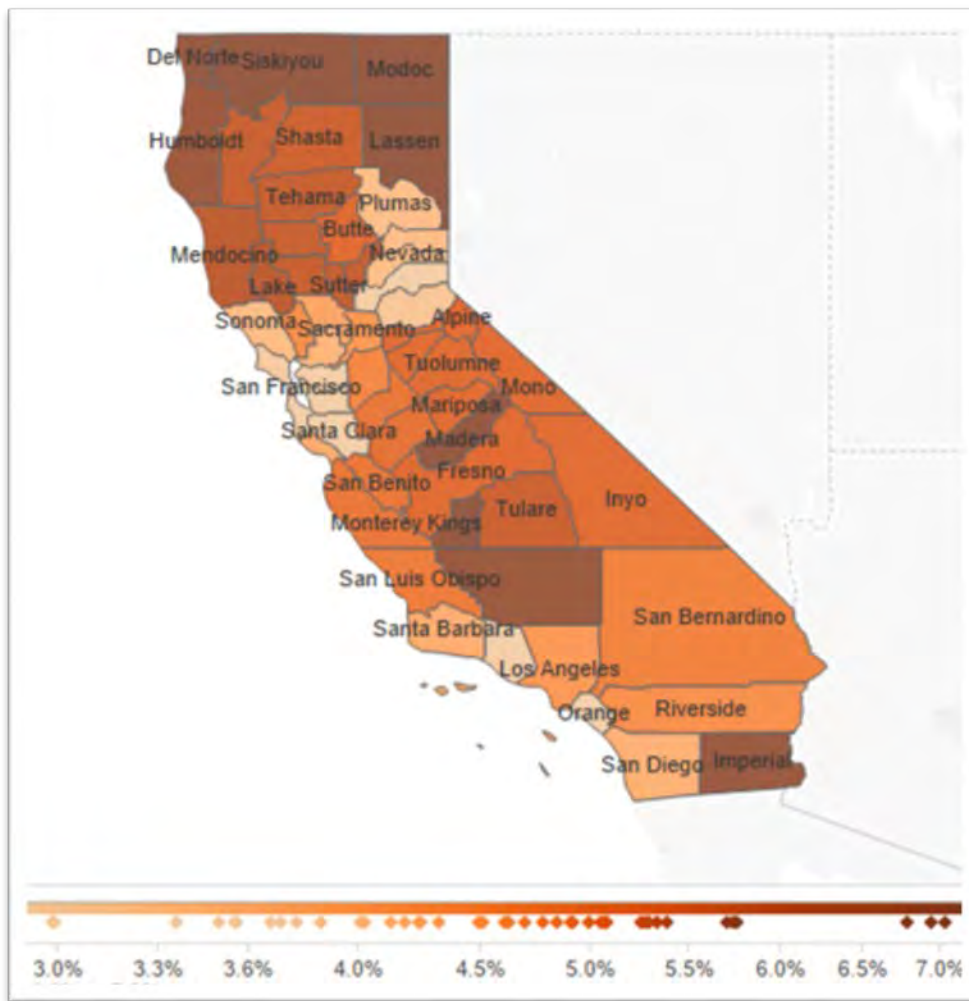 Del Norte
Siskiyou
Modoc
Humboldt
Shasta
Lassen
Tehama
Plumas
Butte
Mendocino
Nevada
Lake
Sutter
Sonoma
Sacramento
Alpine
Tuolumne
San Francisco
Mono
Mariposa
Santa Clara
Madera
Fresno
San Benito
Inyo
Tulare
Monterey
Kings
San Luis Obispo
San Bernardino
Santa Barbara
Los Angeles
Orange
Riverside
San Diego
Imperial
3.0% 3.3% 3.6% 4.0% 4.5% 5.0% 5.5% 6.0% 6.5% 7.0%